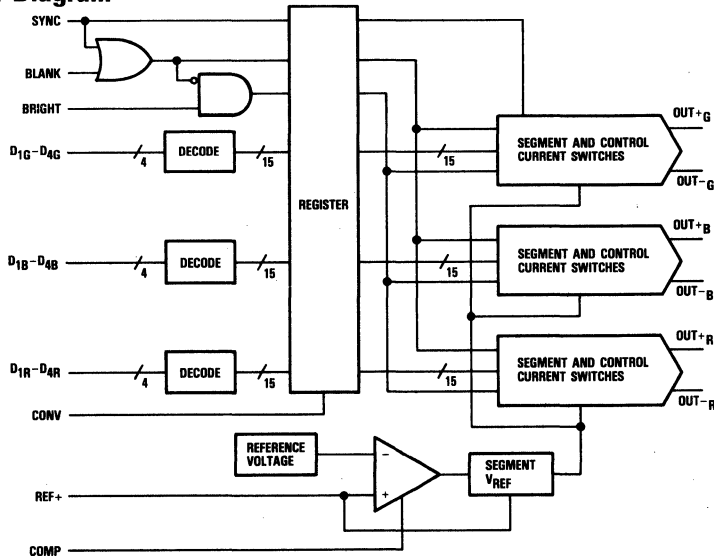 Diagram
SYNC
BLANK
BRIGHT
D1G–D4G
4
DECODE
15
REGISTER
15
SEGMENT AND CONTROL
CURRENT SWITCHES
OUT+G
OUT–G
D1B–D4B
4
DECODE
15
15
SEGMENT AND CONTROL
CURRENT SWITCHES
OUT+B
OUT–B
D1R–D4R
4
DECODE
15
15
SEGMENT AND CONTROL
CURRENT SWITCHES
OUT+R
OUT–R
CONV
REFERENCE
VOLTAGE
–
+
SEGMENT
VREF
REF+
COMP